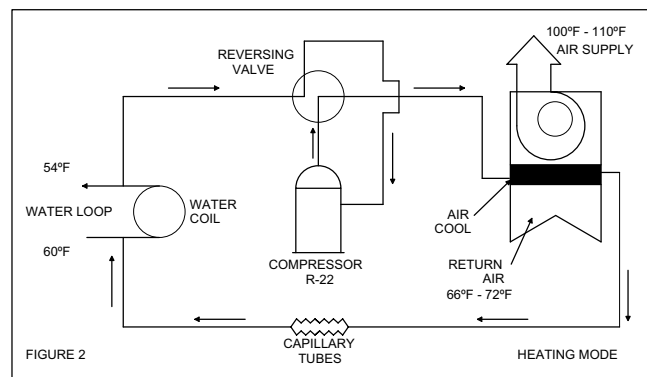 100ºF - 110ºF
AIR SUPPLY
REVERSING
VALVE
54ºF
WATER LOOP
60ºF
WATER
COIL
COMPRESSOR
R-22
AIR
COOL
RETURN
AIR
66ºF - 72ºF
CAPILLARY
TUBES
FIGURE 2
HEATING MODE